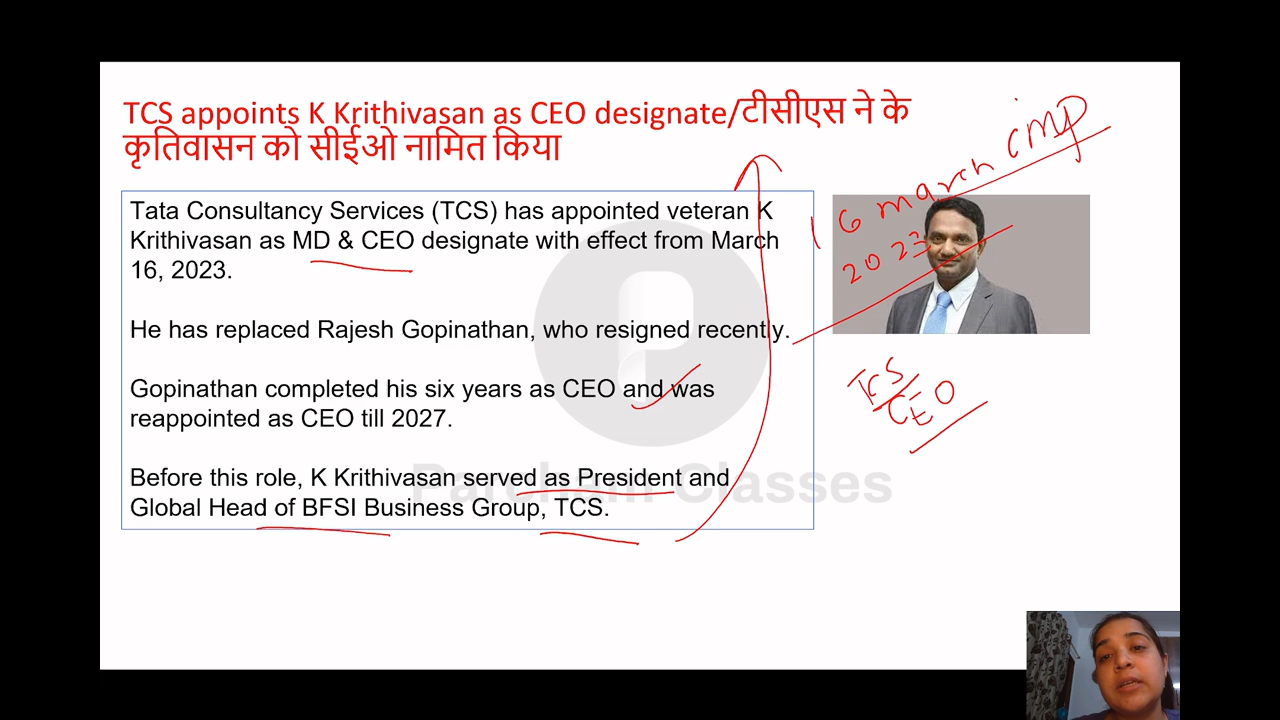 TCS appoints K Krithivasan as CEO designate/टीसीएस ने के
कृतिवासन को सीईओ नामित किया
Tata Consultancy Services (TCS) has appointed veteran K
Krithivasan as MD & CEO designate with effect from March
16, 2023.
He has replaced Rajesh Gopinathan, who resigned recently.
Gopinathan completed his six years as CEO and was
reappointed as CEO till 2027.
Before this role, K Krithivasan served as President and
Global Head of BFSI Business Group, TCS.
Parcham Classes
16 march imp
2023
TCS
CEO